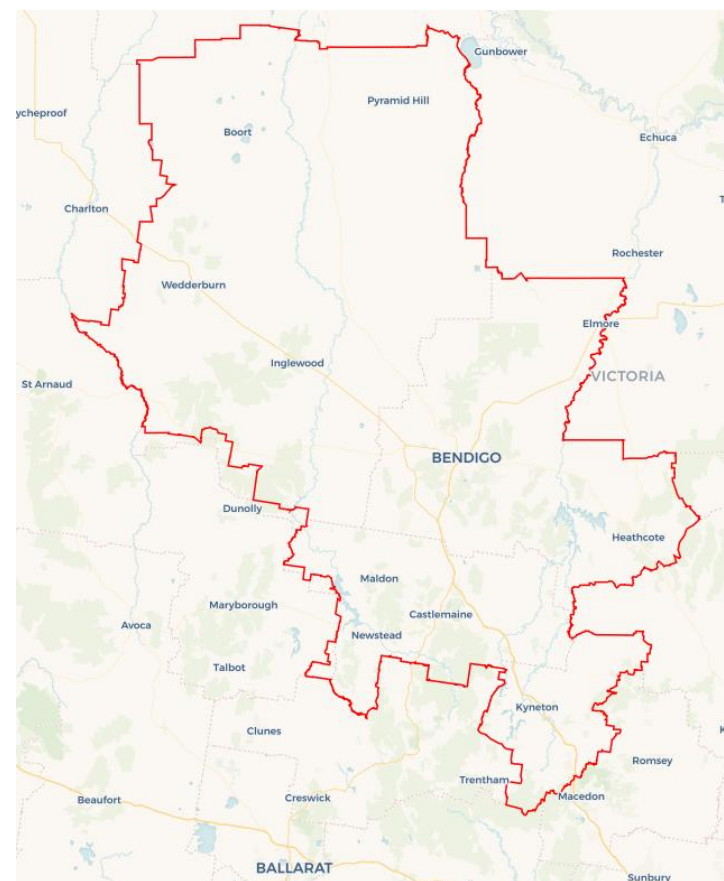 Gunbower
Pyramid Hill
ycheproof
Boort
Echuca
T
Charlton
Rochester
Wedderburn
Elmore
Inglewood
VICTORIA
St Arnaud
BENDIGO
Dunolly
Heathcote
Maldon
Maryborough
Castlemaine
Avoca
Newstead
Talbot
Kyneton
K
Clunes
Romsey
Trentham
Beaufort
Creswick
Macedon
BALLARAT
Sunbury